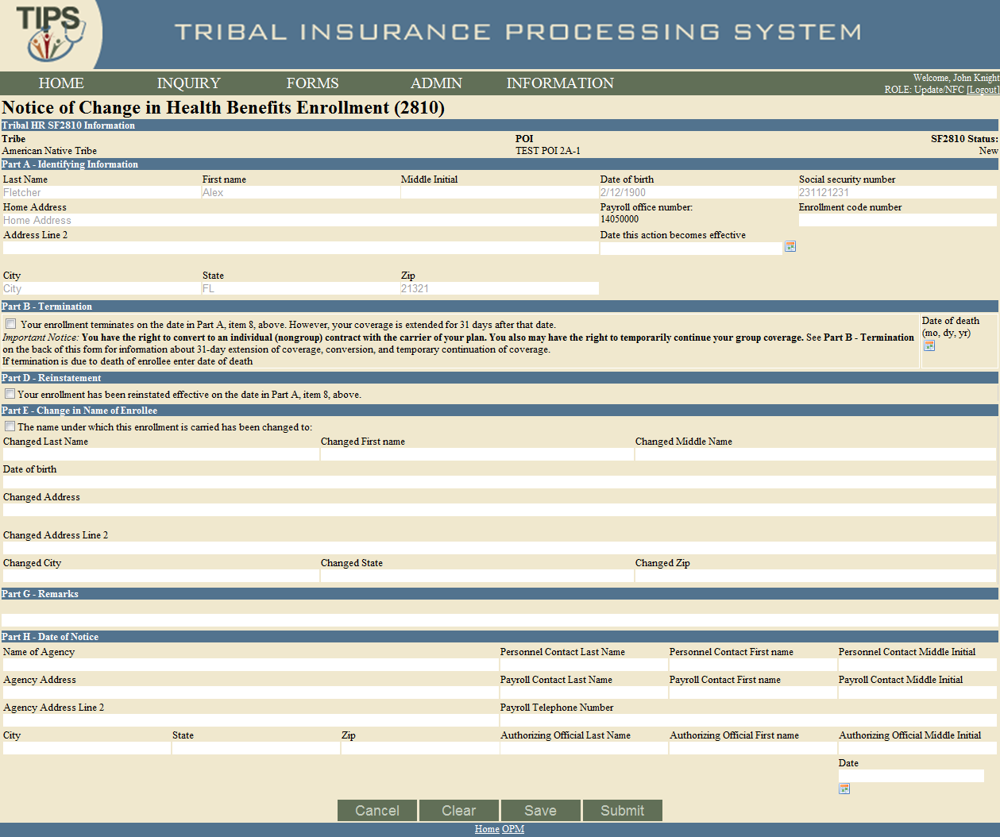 TIPS
TRIBAL INSURANCE PROCESSING SYSTEM
HOME INQUIRY FORMS ADMIN INFORMATION
Welcome, John Knight
ROLE: Update/NFC [Logout]
Notice of Change in Health Benefits Enrollment (2810)
Tribal HR SF2810 Information
Tribe POI SF2810 Status:
American Native Tribe TEST POI 2A-1 New
Part A - Identifying Information
Last Name First name Middle Initial Date of birth Social security number
Fletcher Alex 2/12/1900 231121231
Home Address Payroll office number: Enrollment code number
Home Address 14050000
Address Line 2 Date this action becomes effective
City State Zip
City FL 21321
Part B - Termination
Your enrollment terminates on the date in Part A, item 8, above. However, your coverage is extended for 31 days after that date.
Important Notice: You have the right to convert to an individual (nongroup) contract with the carrier of your plan. You also may have the right to temporarily continue your group coverage. See Part B - Termination
on the back of this form for information about 31-day extension of coverage, conversion, and temporary continuation of coverage.
If termination is due to death of enrollee enter date of death
Date of death
(mo, dy, yr)
Part D - Reinstatement
Your enrollment has been reinstated effective on the date in Part A, item 8, above.
Part E - Change in Name of Enrollee
The name under which this enrollment is carried has been changed to:
Changed Last Name Changed First name Changed Middle Name
Date of birth
Changed Address
Changed Address Line 2
Changed City Changed State Changed Zip
Part G - Remarks
Part H - Date of Notice
Name of Agency Personnel Contact Last Name Personnel Contact First name Personnel Contact Middle Initial
Agency Address Payroll Contact Last Name Payroll Contact First name Payroll Contact Middle Initial
Agency Address Line 2 Payroll Telephone Number
City State Zip Authorizing Official Last Name Authorizing Official First name Authorizing Official Middle Initial
Date
Cancel Clear Save Submit
Home OPM